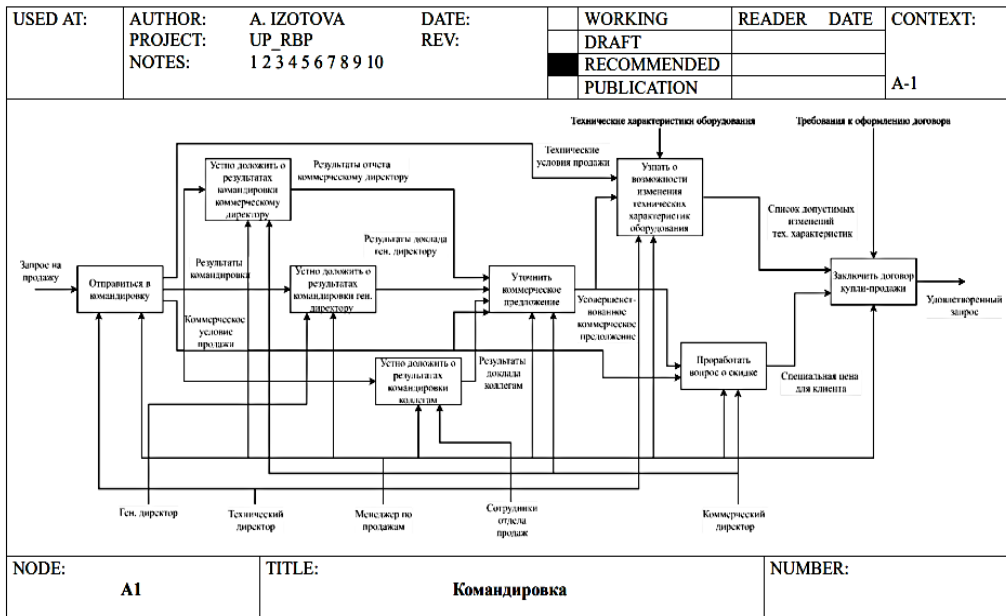 USED AT:
AUTHOR: A. IZOTOVA DATE:
PROJECT: UP_RBP REV:
NOTES: 1 2 3 4 5 6 7 8 9 10
WORKING
DRAFT
RECOMMENDED
PUBLICATION
READER DATE
CONTEXT:
A-1
Технические характеристики оборудования
Требования к оформлению договора
Технические
условия продажи
Устно доложить о
результатах
командировки
коммерческому
директору
Результаты отчета
коммерческому директору
Узнать о
возможности
изменения
технических
характеристик
оборудования
Список допустимых
изменений
тех. характеристик
Результаты доклада
ген. директору
Запрос на
продажу
Отправиться в
командировку
Результаты
командировки
Устно доложить о
результатах
командировки ген.
директору
Уточнить
коммерческое
предложение
Заключить договор
купли-продажи
Удовлетворенный
запрос
Усовершенст-
вованное
коммерческое
предложение
Коммерческое
условие
продажи
Устно доложить о
результатах
командировки
коллегам
Результаты
доклада
коллегам
Проработать
вопрос о скидке
Специальная цена
для клиента
Ген. директор
Технический
директор
Менеджер по
продажам
Сотрудники
отдела
продаж
Коммерческий
директор
NODE:
A1
TITLE:
Командировка
NUMBER: